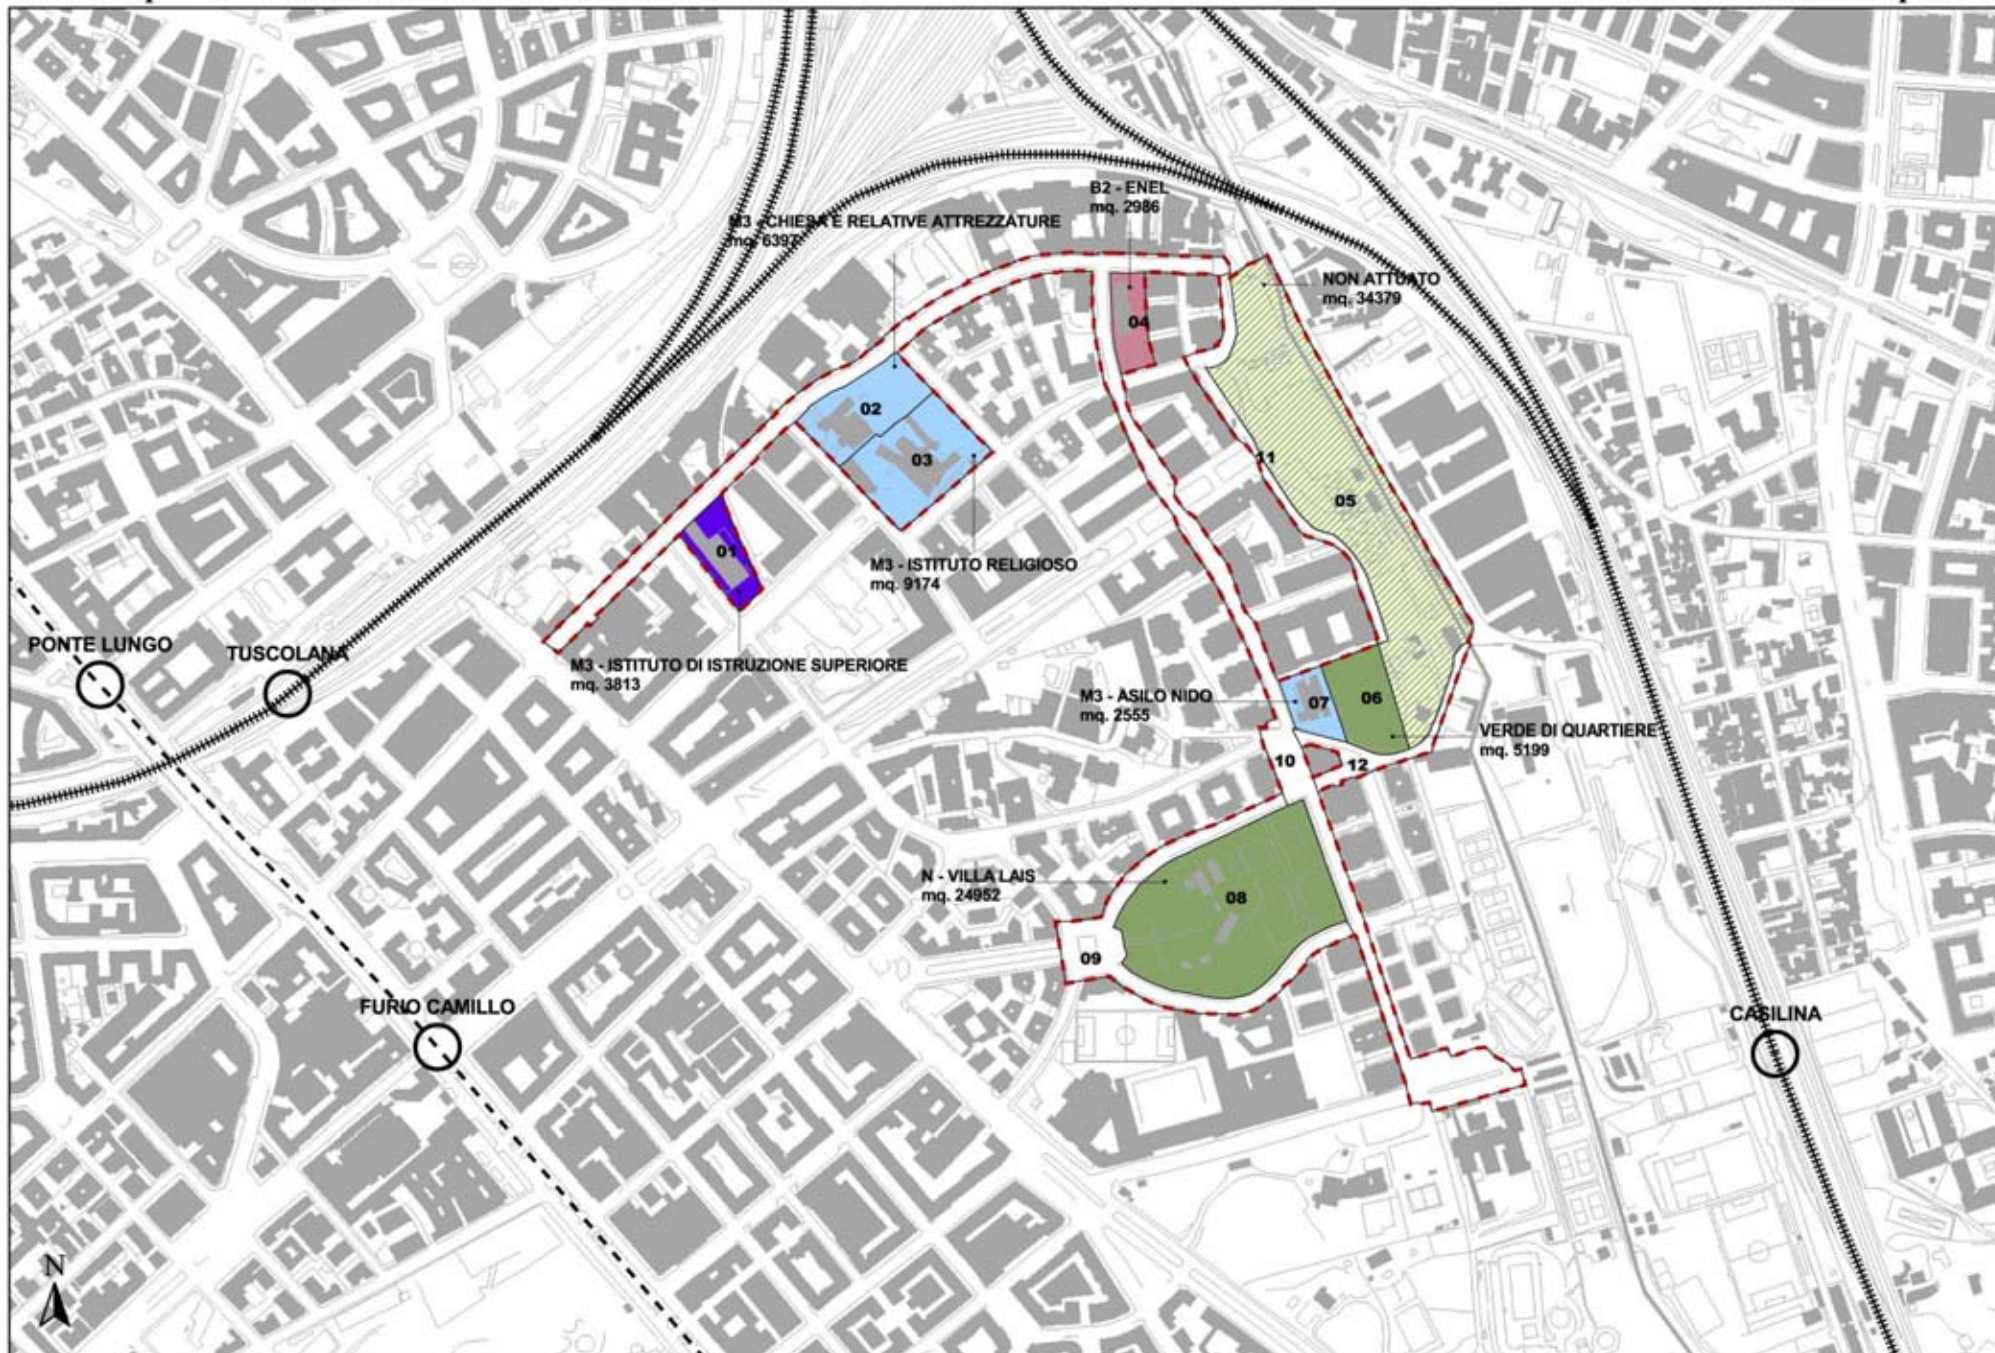 B2 - ENEL
mq. 2986
M3 - CHIESA E RELATIVE ATTREZZATURE
mq. 6397
NON ATTUATO
mq. 34379
04
02
03
11
05
01
M3 - ISTITUTO RELIGIOSO
mq. 9174
PONTE LUNGO
TUSCOLANA
M3 - ISTITUTO DI ISTRUZIONE SUPERIORE
mq. 3813
M3 - ASILO NIDO
mq. 2555
07
06
VERDE DI QUARTIERE
mq. 5199
10
12
N - VILLA LAIS
mq. 24952
08
09
FURIO CAMILLO
CASILINA
N